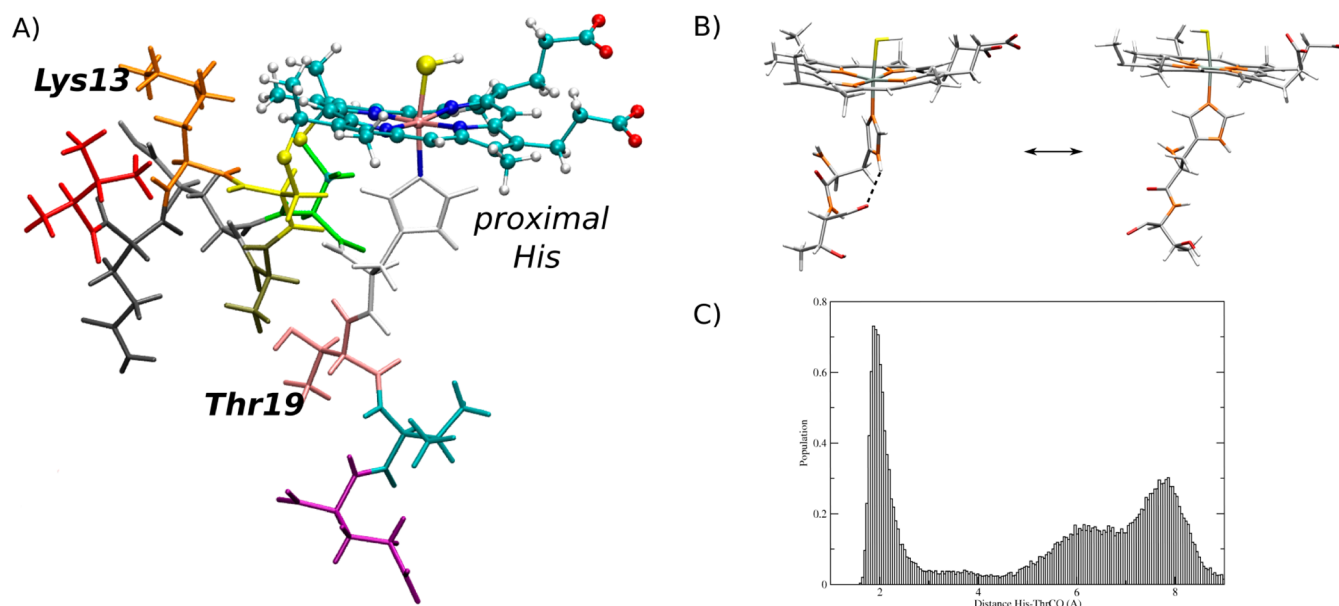 A)
Lys13
proximal
His
Thr19
B)
C)
0.8
0.6
0.4
0.2
0
Population
2
4
6
8
Distance His-ThrCO (A)